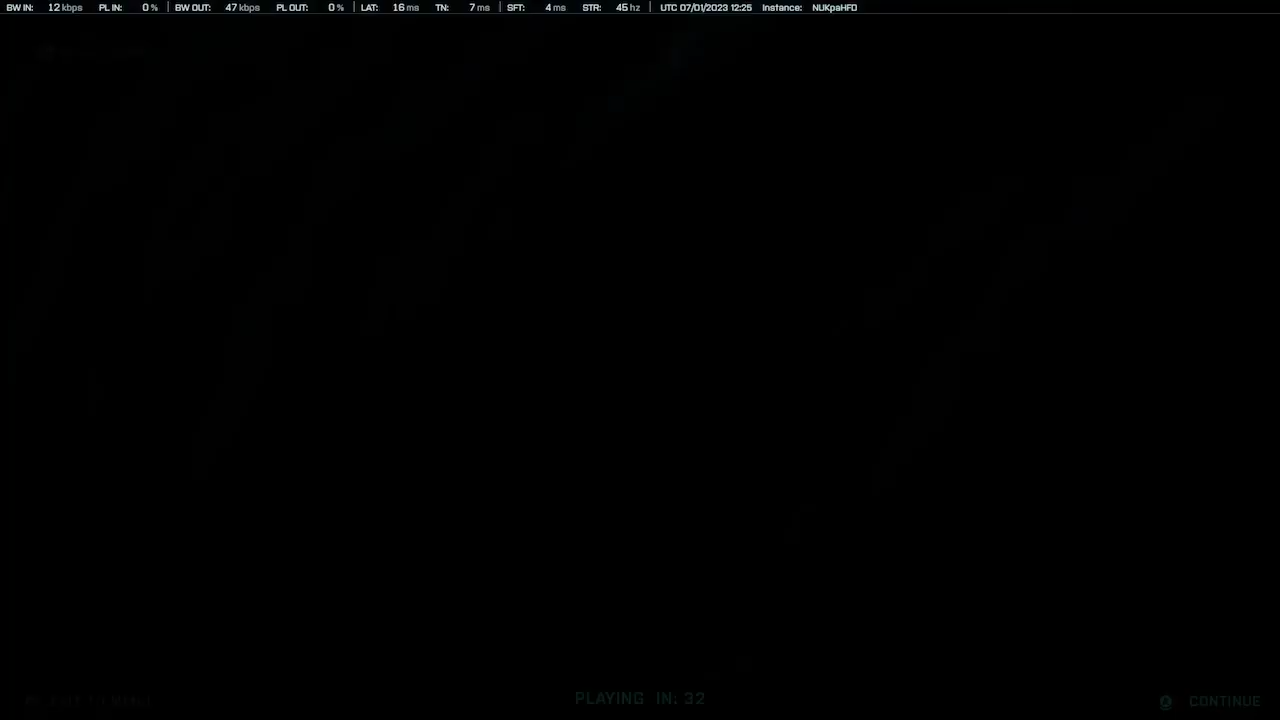 BW IN: 12 kbps PL IN: 0 % BW OUT: 47 kbps PL OUT: 0 % LAT: 16 ms TN: 7 ms SFT: 4 ms STR: 45 hz UTC 07/01/2023 12:25 Instance: NUKpaHFD
PLAYING IN: 32
CONTINUE